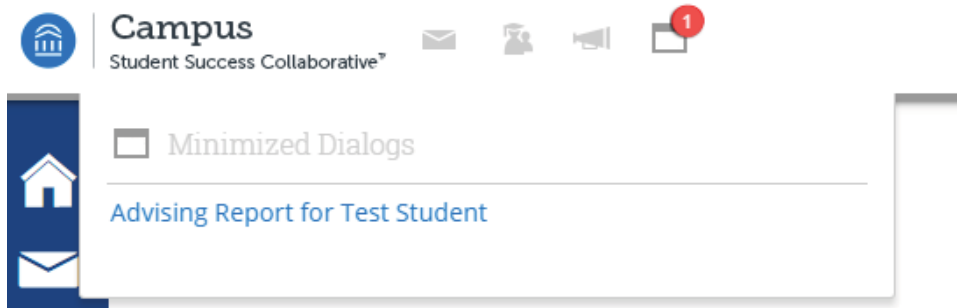 Campus
Student Success Collaborative™
1
Minimized Dialogs
Advising Report for Test Student